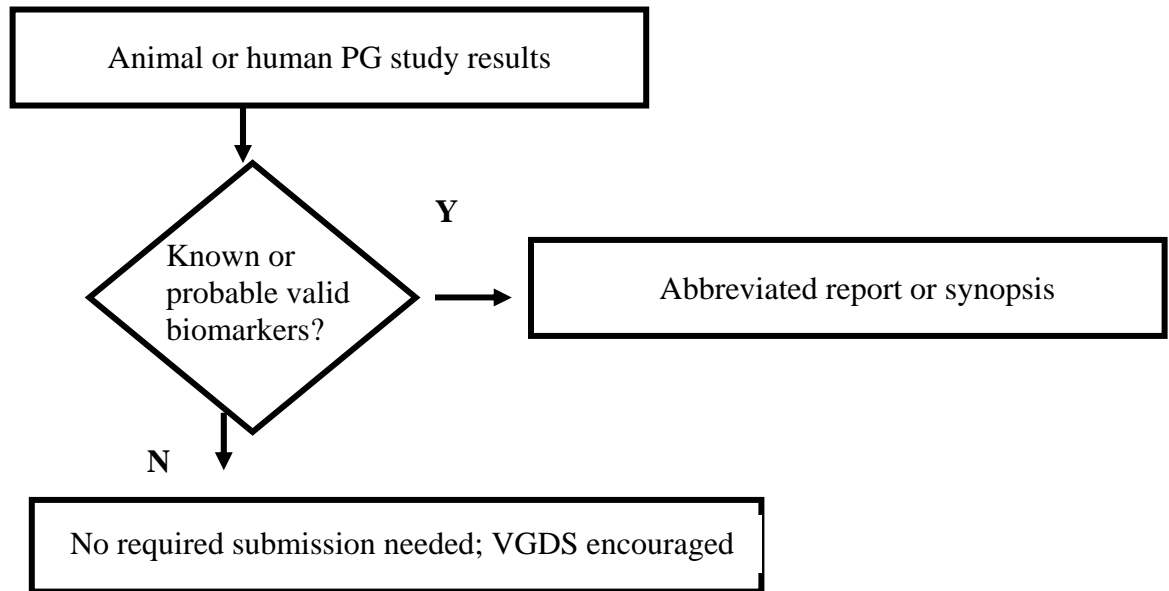 Animal or human PG study results
Y
Known or
probable valid
biomarkers?
Abbreviated report or synopsis
N
No required submission needed; VGDS encouraged